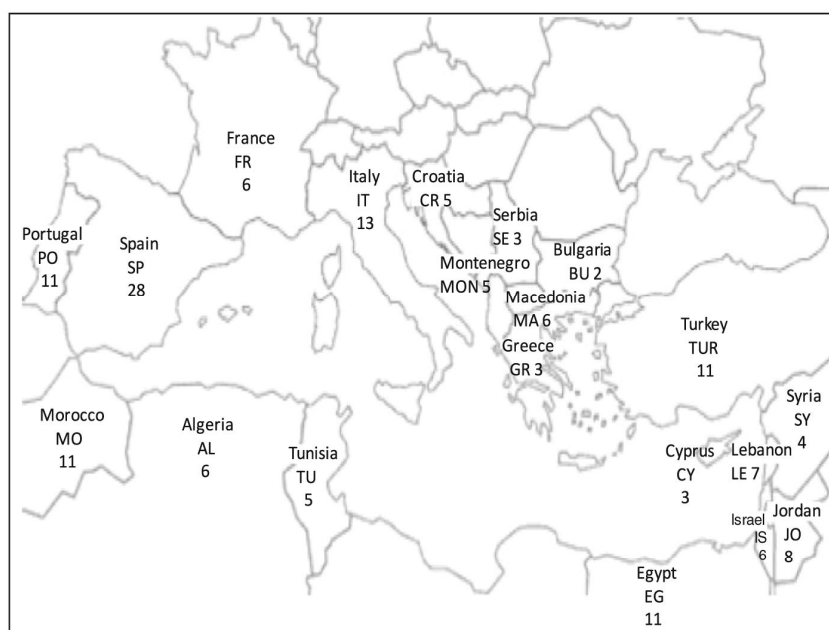 France
FR
6
Italy
IT
13
Croatia
CR 5
Serbia
SE 3
Portugal
PO
11
Spain
SP
28
Bulgaria
BU 2
Montenegro
MON 5
Macedonia
MA 6
Greece
GR 3
Turkey
TUR
11
Morocco
MO
11
Algeria
AL
6
Tunisia
TU
5
Cyprus
CY
3
Lebanon
LE 7
Syria
SY
4
Israel
IS
6
Jordan
JO
8
Egypt
EG
11